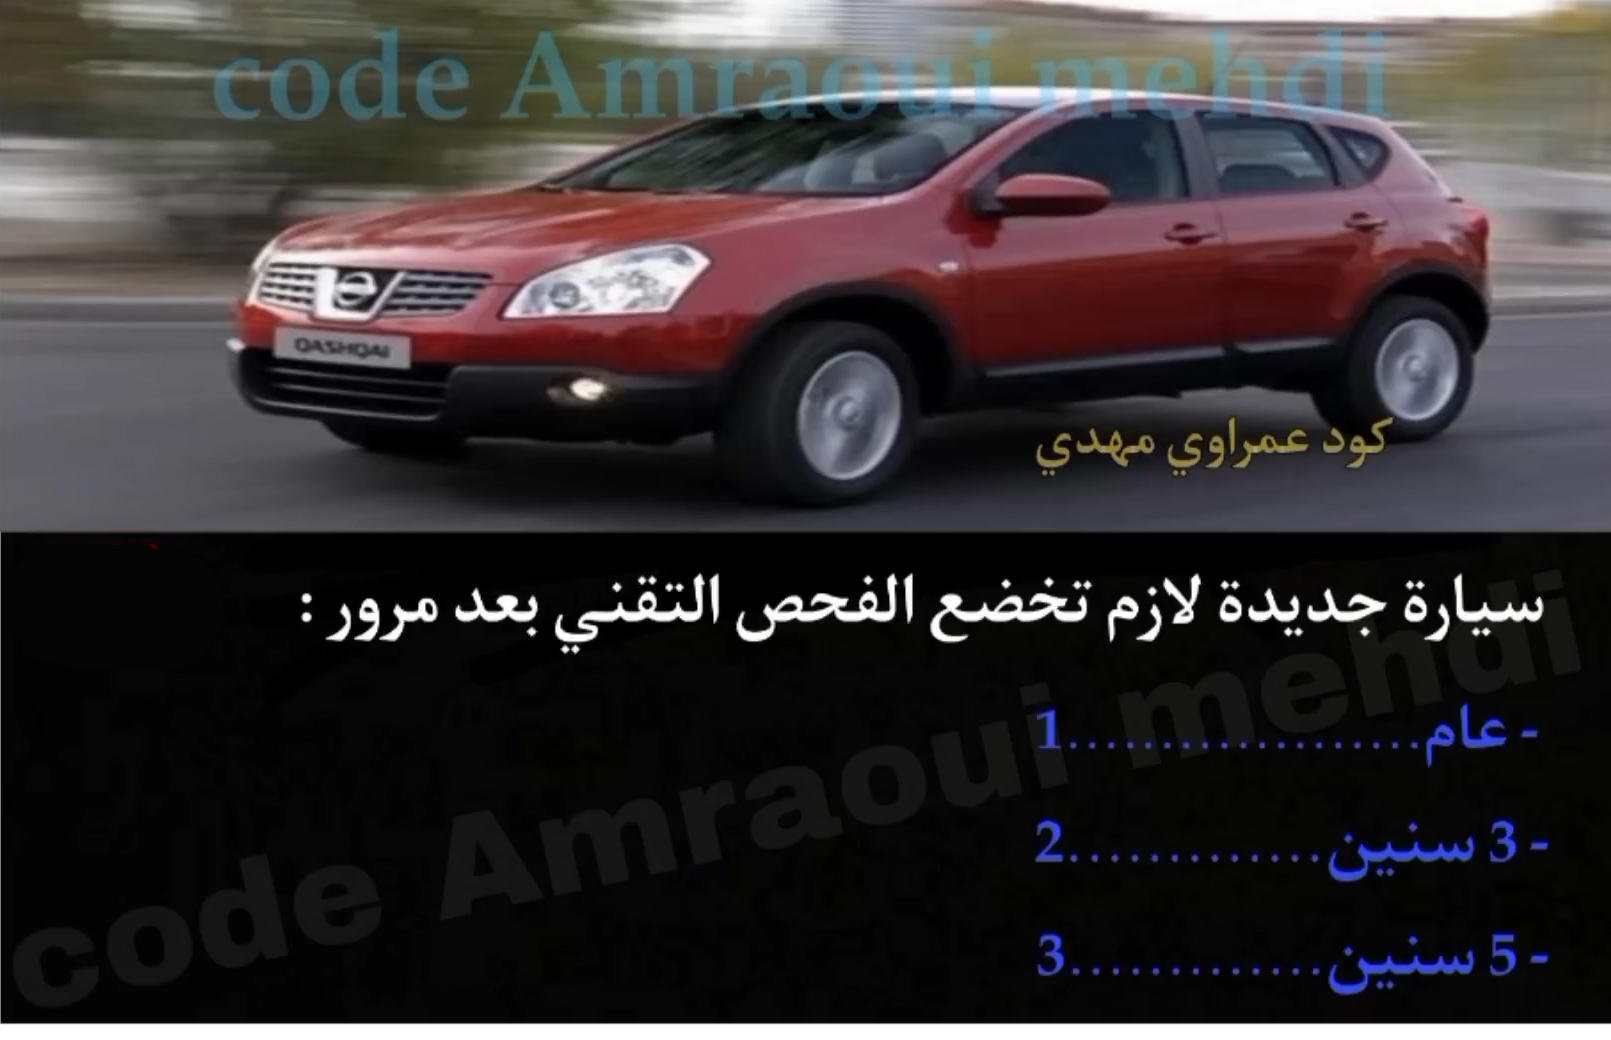 code Amraoui mehdi
QASHQAI
كود عمراوي مهدي
سيارة جديدة لازم تخضع الفحص التقني بعد مرور :
- عام...................1
- 3 سنين.............2
- 5 سنين.............3
code Amraoui mehdi